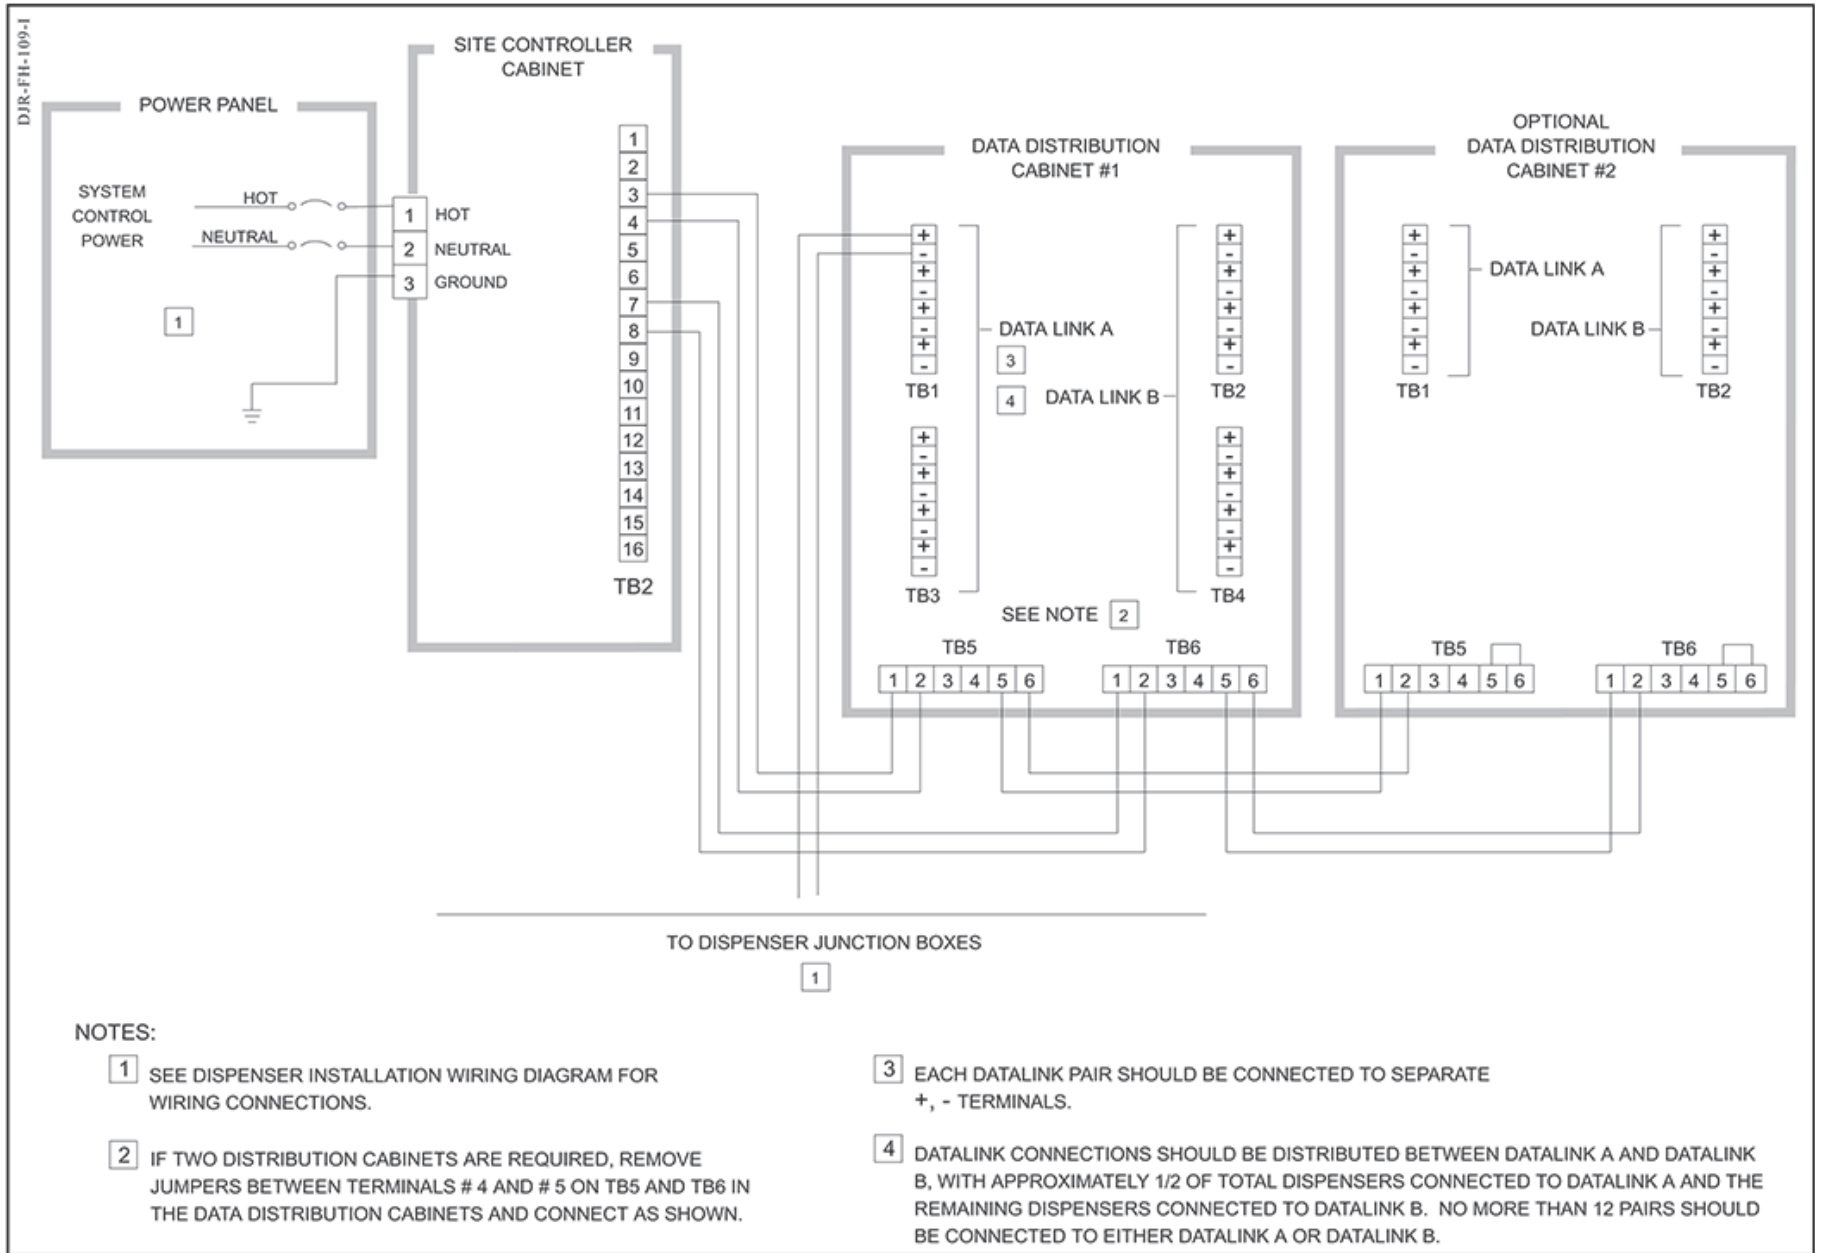 DJR-FH-109-I
SITE CONTROLLER
CABINET
POWER PANEL
SYSTEM
CONTROL
POWER
HOT
NEUTRAL
1
1 HOT
2 NEUTRAL
3 GROUND
1
2
3
4
5
6
7
8
9
10
11
12
13
14
15
16
TB2
DATA DISTRIBUTION
CABINET #1
+
-
+
-
+
-
+
-
TB1
+
-
+
-
+
-
+
-
TB3
DATA LINK A
3
4
DATA LINK B
+
-
+
-
+
-
+
-
TB2
+
-
+
-
+
-
+
-
TB4
SEE NOTE 2
TB5
1 2 3 4 5 6
TB6
1 2 3 4 5 6
OPTIONAL
DATA DISTRIBUTION
CABINET #2
+
-
+
-
+
-
+
-
TB1
DATA LINK A
DATA LINK B
+
-
+
-
+
-
+
-
TB2
TB5
1 2 3 4 5 6
TB6
1 2 3 4 5 6
TO DISPENSER JUNCTION BOXES
1
NOTES:
1 SEE DISPENSER INSTALLATION WIRING DIAGRAM FOR
WIRING CONNECTIONS.
2 IF TWO DISTRIBUTION CABINETS ARE REQUIRED, REMOVE
JUMPERS BETWEEN TERMINALS # 4 AND # 5 ON TB5 AND TB6 IN
THE DATA DISTRIBUTION CABINETS AND CONNECT AS SHOWN.
3 EACH DATALINK PAIR SHOULD BE CONNECTED TO SEPARATE
+, - TERMINALS.
4 DATALINK CONNECTIONS SHOULD BE DISTRIBUTED BETWEEN DATALINK A AND DATALINK
B, WITH APPROXIMATELY 1/2 OF TOTAL DISPENSERS CONNECTED TO DATALINK A AND THE
REMAINING DISPENSERS CONNECTED TO DATALINK B. NO MORE THAN 12 PAIRS SHOULD
BE CONNECTED TO EITHER DATALINK A OR DATALINK B.